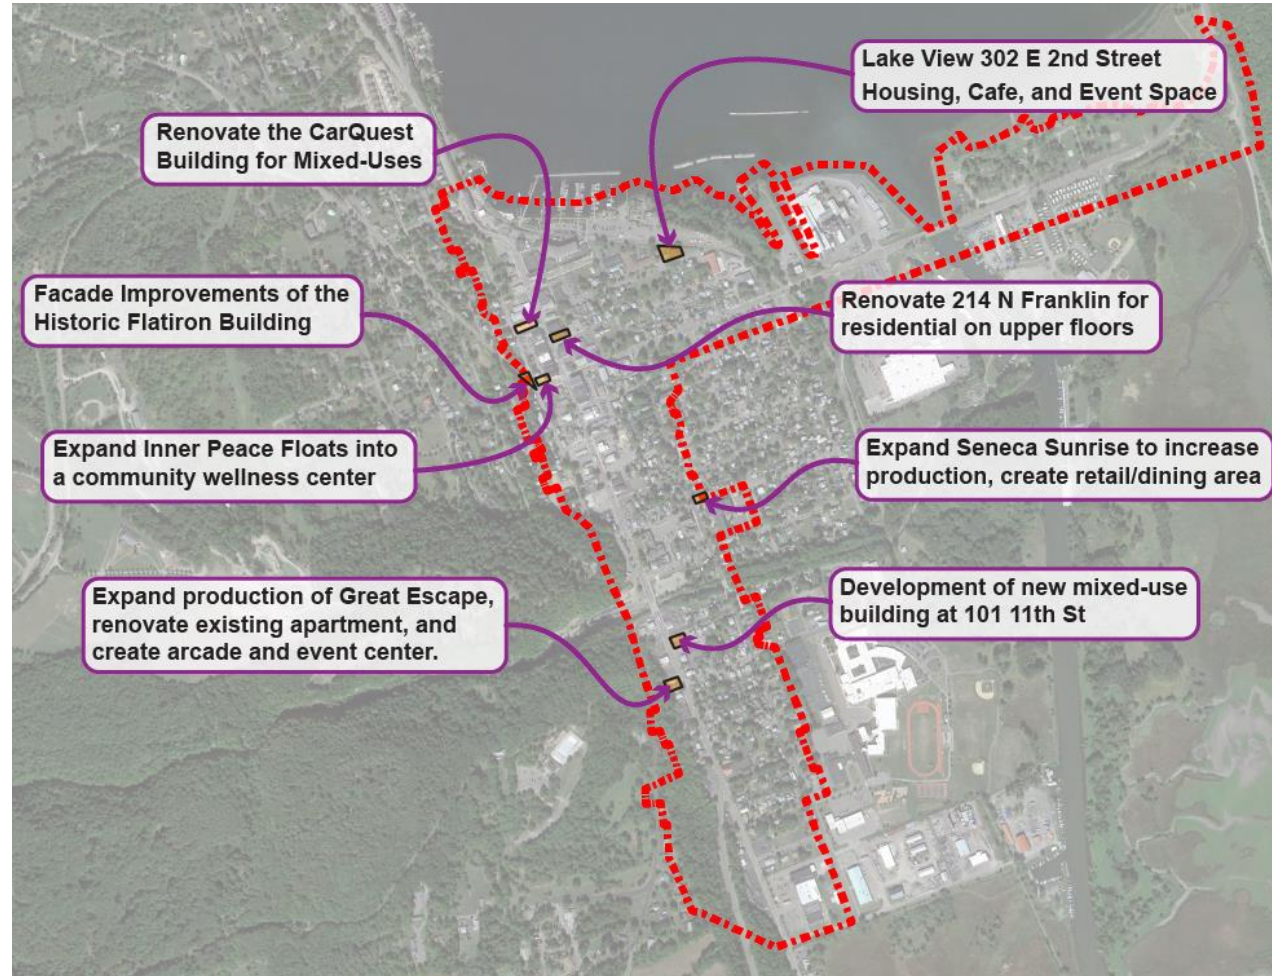 Lake View 302 E 2nd Street
Housing, Cafe, and Event Space
Renovate the CarQuest
Building for Mixed-Uses
Facade Improvements of the
Historic Flatiron Building
Renovate 214 N Franklin for
residential on upper floors
Expand Inner Peace Floats into
a community wellness center
Expand Seneca Sunrise to increase
production, create retail/dining area
Expand production of Great Escape,
renovate existing apartment, and
create arcade and event center.
Development of new mixed-use
building at 101 11th St